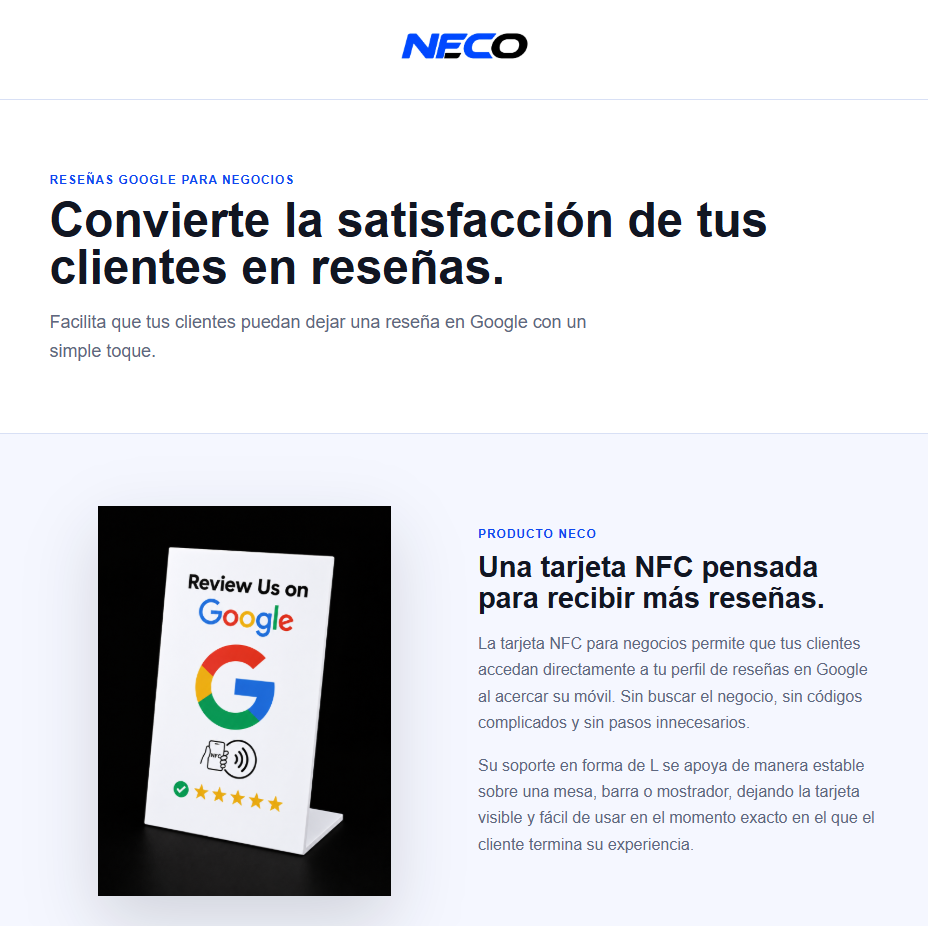 NECO
RESEÑAS GOOGLE PARA NEGOCIOS
Convierte la satisfacción de tus
clientes en reseñas.
Facilita que tus clientes puedan dejar una reseña en Google con un
simple toque.
Review Us on
Google
G
NFC
PRODUCTO NECO
Una tarjeta NFC pensada
para recibir más reseñas.
La tarjeta NFC para negocios permite que tus clientes
accedan directamente a tu perfil de reseñas en Google
al acercar su móvil. Sin buscar el negocio, sin códigos
complicados y sin pasos innecesarios.
Su soporte en forma de L se apoya de manera estable
sobre una mesa, barra o mostrador, dejando la tarjeta
visible y fácil de usar en el momento exacto en el que el
cliente termina su experiencia.